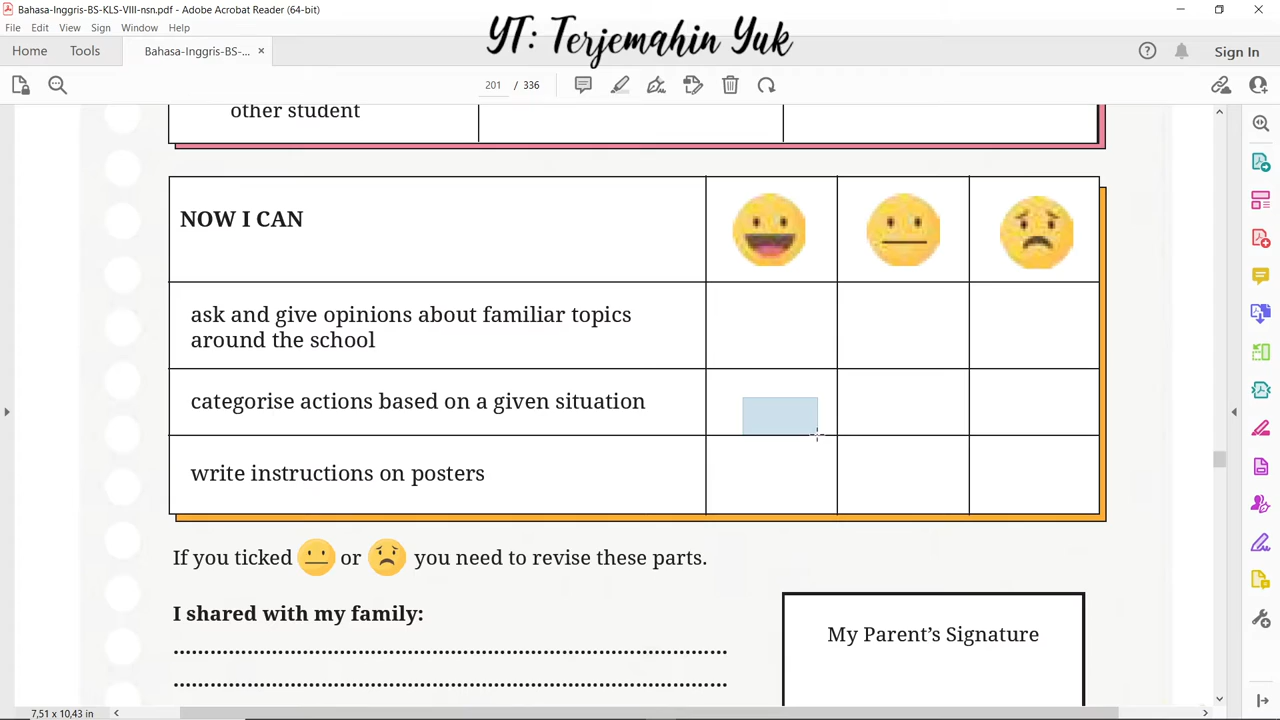 Bahasa-Inggris-BS-KLS-VIII-nsn.pdf - Adobe Acrobat Reader (64-bit)
File Edit View Sign Window Help
YT: Terjemahin Yuk
Home Tools Bahasa-Inggris-BS-... × Sign In
201 / 336
other student
NOW I CAN
ask and give opinions about familiar topics
around the school
categorise actions based on a given situation
write instructions on posters
If you ticked or you need to revise these parts.
I shared with my family:
My Parent's Signature
7,51 x 10,43 in